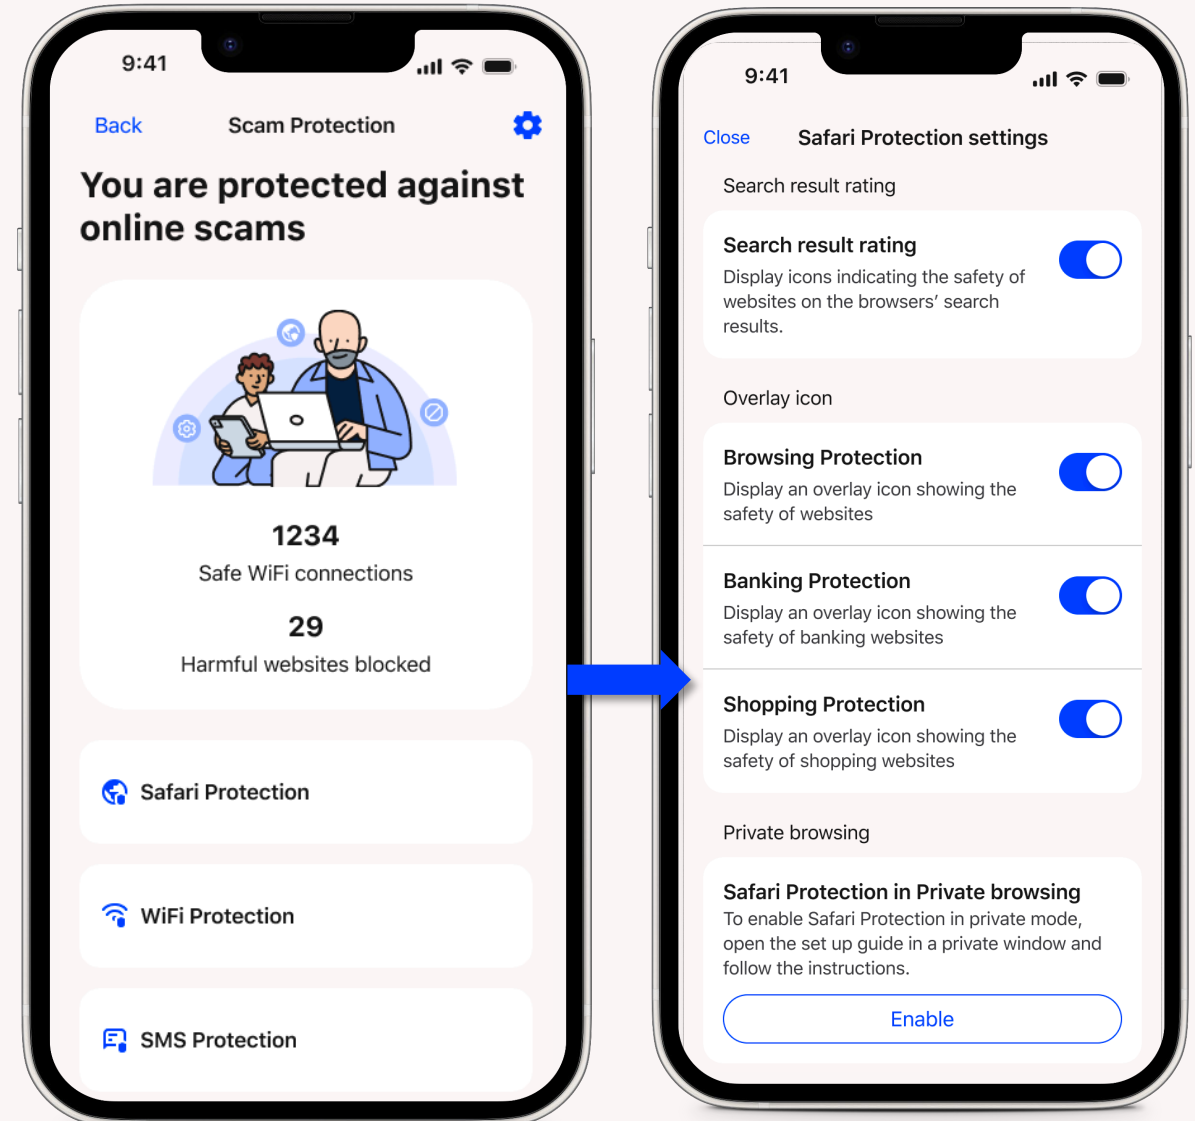 9:41
Back
Scam Protection
You are protected against
online scams
1234
Safe WiFi connections
29
Harmful websites blocked
Safari Protection
WiFi Protection
SMS Protection
9:41
Close
Safari Protection settings
Search result rating
Search result rating
Display icons indicating the safety of
websites on the browsers’ search
results.
Overlay icon
Browsing Protection
Display an overlay icon showing the
safety of websites
Banking Protection
Display an overlay icon showing the
safety of banking websites
Shopping Protection
Display an overlay icon showing the
safety of shopping websites
Private browsing
Safari Protection in Private browsing
To enable Safari Protection in private mode,
open the set up guide in a private window and
follow the instructions.
Enable